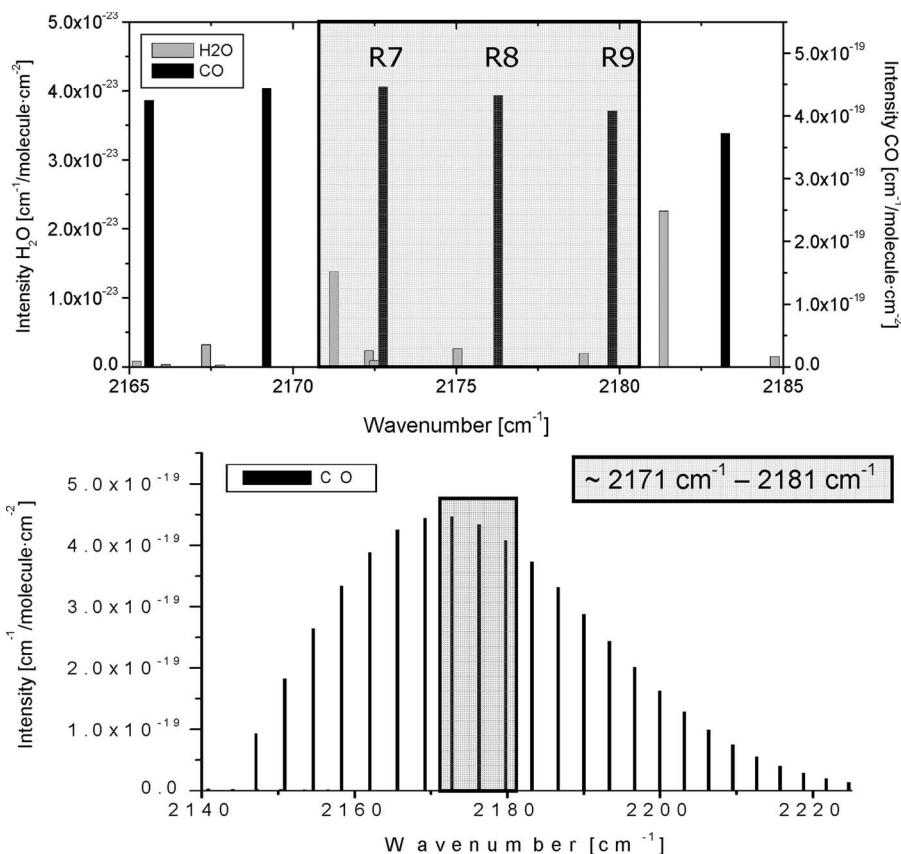 5.0x10⁻²³
4.0x10⁻²³
3.0x10⁻²³
2.0x10⁻²³
1.0x10⁻²³
0.0
Intensity H₂O [cm⁻¹/molecule·cm⁻²]
H2O
CO
R7 R8 R9
5.0x10⁻¹⁹
4.0x10⁻¹⁹
3.0x10⁻¹⁹
2.0x10⁻¹⁹
1.0x10⁻¹⁹
0.0
Intensity CO [cm⁻¹/molecule·cm⁻²]
2165 2170 2175 2180 2185
Wavenumber [cm⁻¹]
C O
~ 2171 cm⁻¹ – 2181 cm⁻¹
5.0x10⁻¹⁹
4.0x10⁻¹⁹
3.0x10⁻¹⁹
2.0x10⁻¹⁹
1.0x10⁻¹⁹
0.0
Intensity [cm⁻¹/molecule·cm⁻²]
2140 2160 2180 2200 2220
Wavenumber [cm⁻¹]